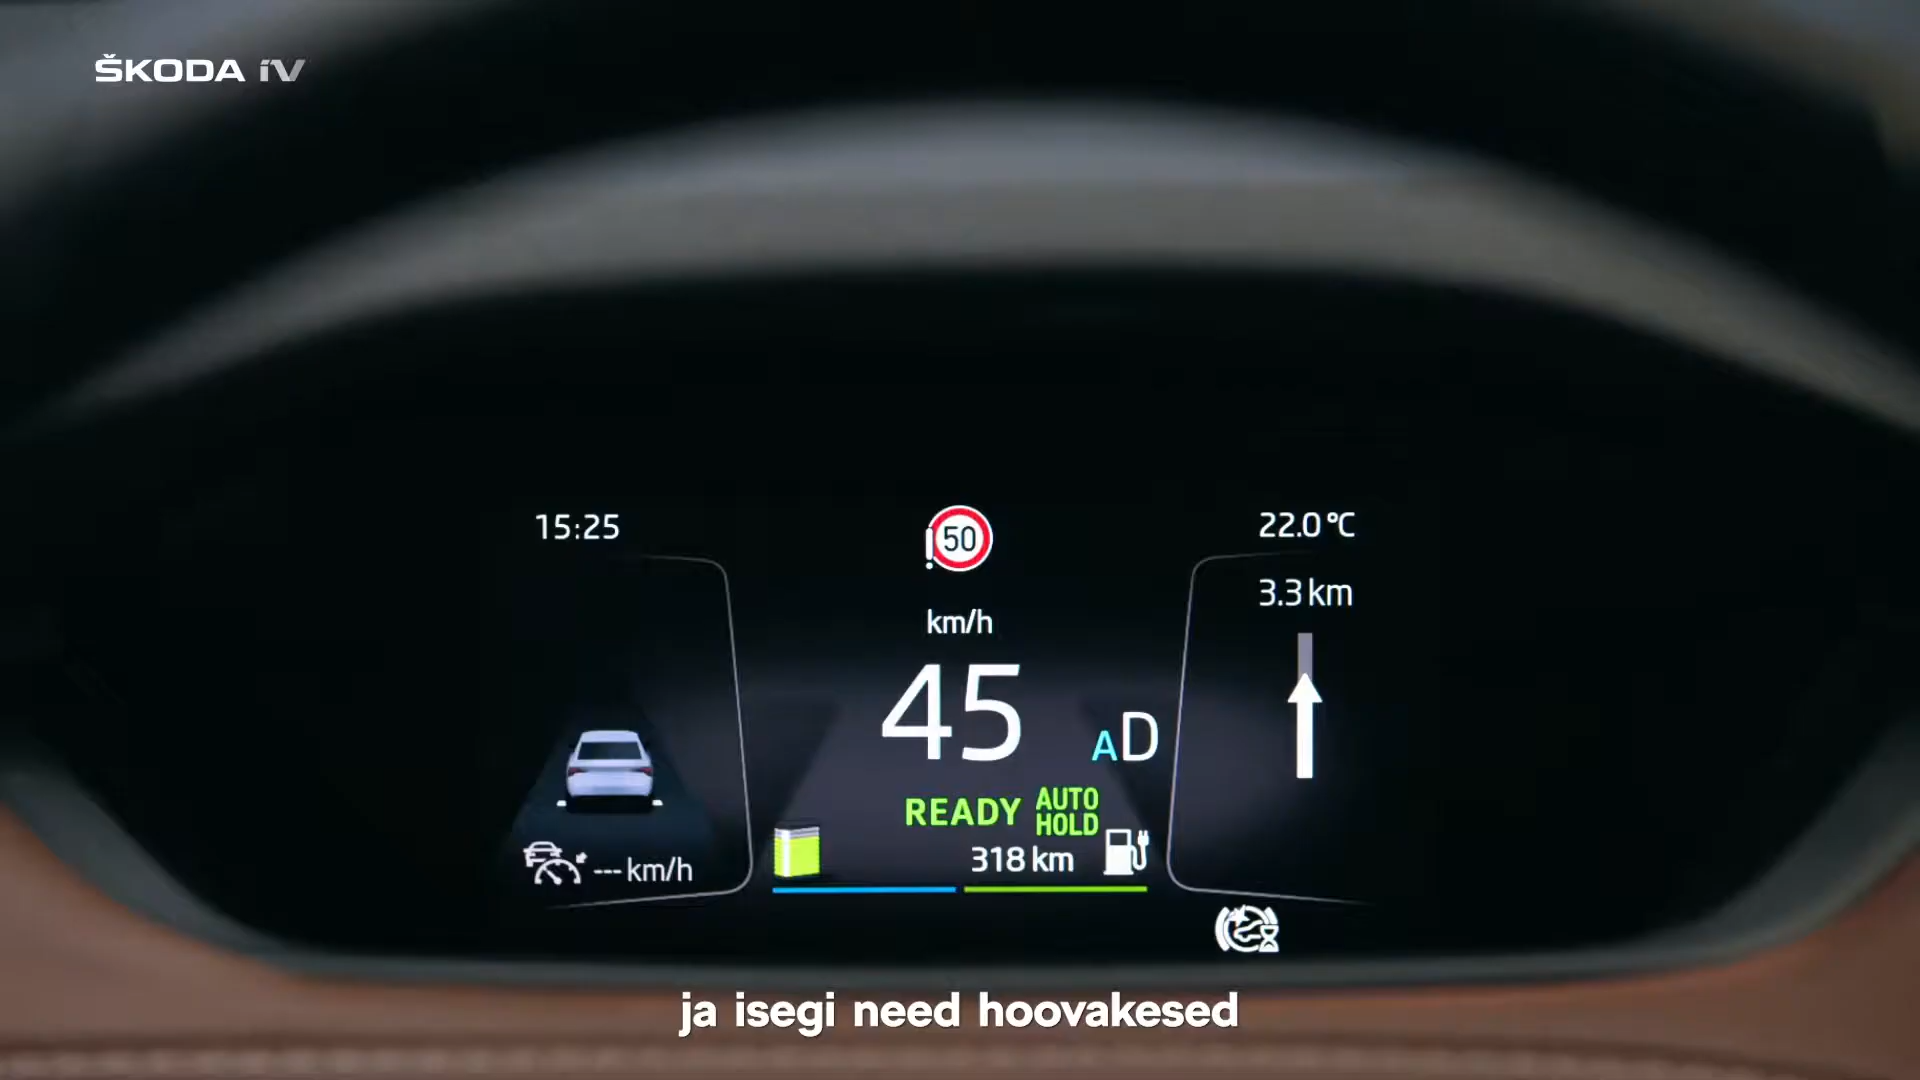 ŠKODA iV
15:25
50
22.0°C
3.3 km
km/h
45
A D
READY AUTO HOLD
318 km
--- km/h
ja isegi need hoovakesed